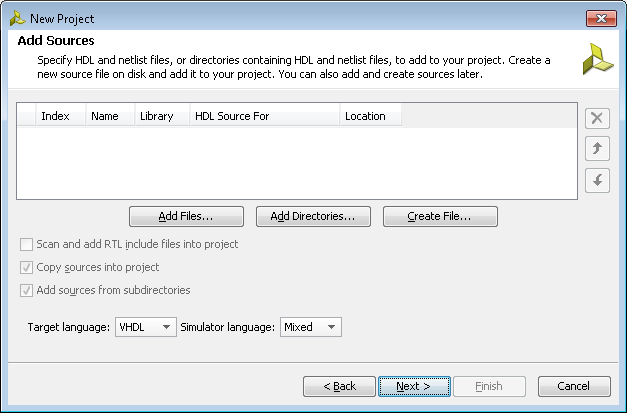 New Project
Add Sources
Specify HDL and netlist files, or directories containing HDL and netlist files, to add to your project. Create a
new source file on disk and add it to your project. You can also add and create sources later.
Index Name Library HDL Source For Location
Add Files... Add Directories... Create File...
Scan and add RTL include files into project
Copy sources into project
Add sources from subdirectories
Target language: VHDL Simulator language: Mixed
< Back Next > Finish Cancel